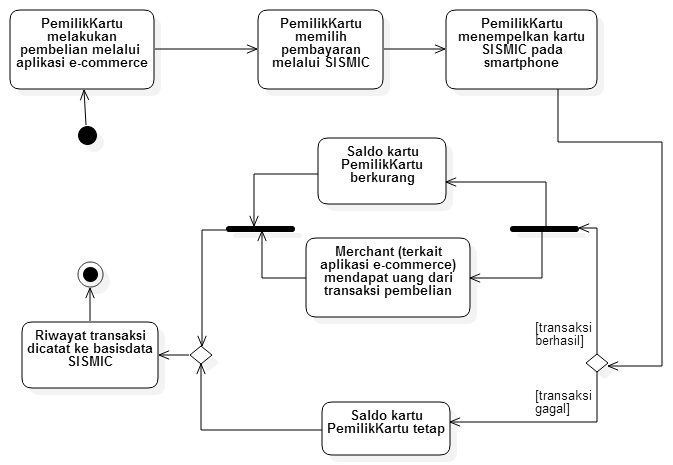 PemilikKartu
melakukan
pembelian melalui
aplikasi e-commerce
PemilikKartu
memilih
pembayaran
melalui SISMIC
PemilikKartu
menempelkan kartu
SISMIC pada
smartphone
Saldo kartu
PemilikKartu
berkurang
Merchant (terkait
aplikasi e-commerce)
mendapat uang dari
transaksi pembelian
Riwayat transaksi
dicatat ke basisdata
SISMIC
[transaksi
berhasil]
[transaksi
gagal]
Saldo kartu
PemilikKartu tetap